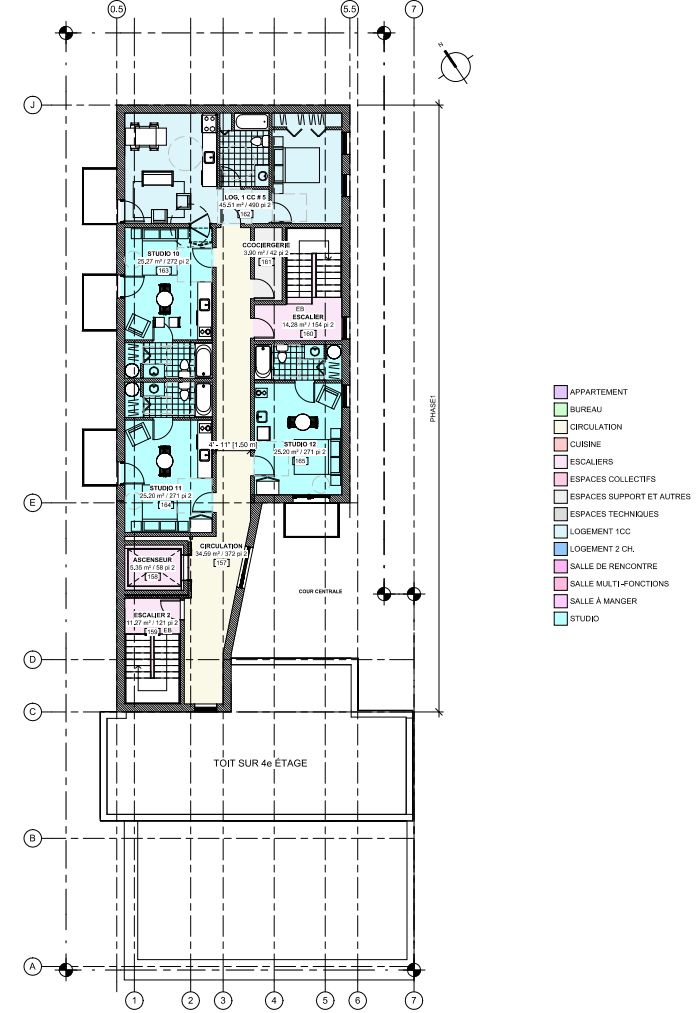 0.5
5.5
7
N
J
LOG. 1 CC # 5
45.51 m² / 490 pi 2
[162]
CCOCIERGERIE
3.90 m² / 42 pi 2
[161]
STUDIO 10
25.27 m² / 272 pi 2
[163]
EB
ESCALIER
14.28 m² / 154 pi 2
[160]
PHASE1
APPARTEMENT
BUREAU
CIRCULATION
CUISINE
ESCALIERS
ESPACES COLLECTIFS
ESPACES SUPPORT ET AUTRES
ESPACES TECHNIQUES
LOGEMENT 1CC
LOGEMENT 2 CH.
SALLE DE RENCONTRE
SALLE MULTI-FONCTIONS
SALLE À MANGER
STUDIO
4' - 11" [1.50 m]
STUDIO 12
25.20 m² / 271 pi 2
[165]
STUDIO 11
25.20 m² / 271 pi 2
[164]
E
CIRCULATION
34.59 m² / 372 pi 2
[157]
ASCENSEUR
5.35 m² / 58 pi 2
[158]
COUR CENTRALE
ESCALIER 2
11.27 m² / 121 pi 2
[159] EB
D
C
TOIT SUR 4e ÉTAGE
B
A
1
2
3
4
5
6
7